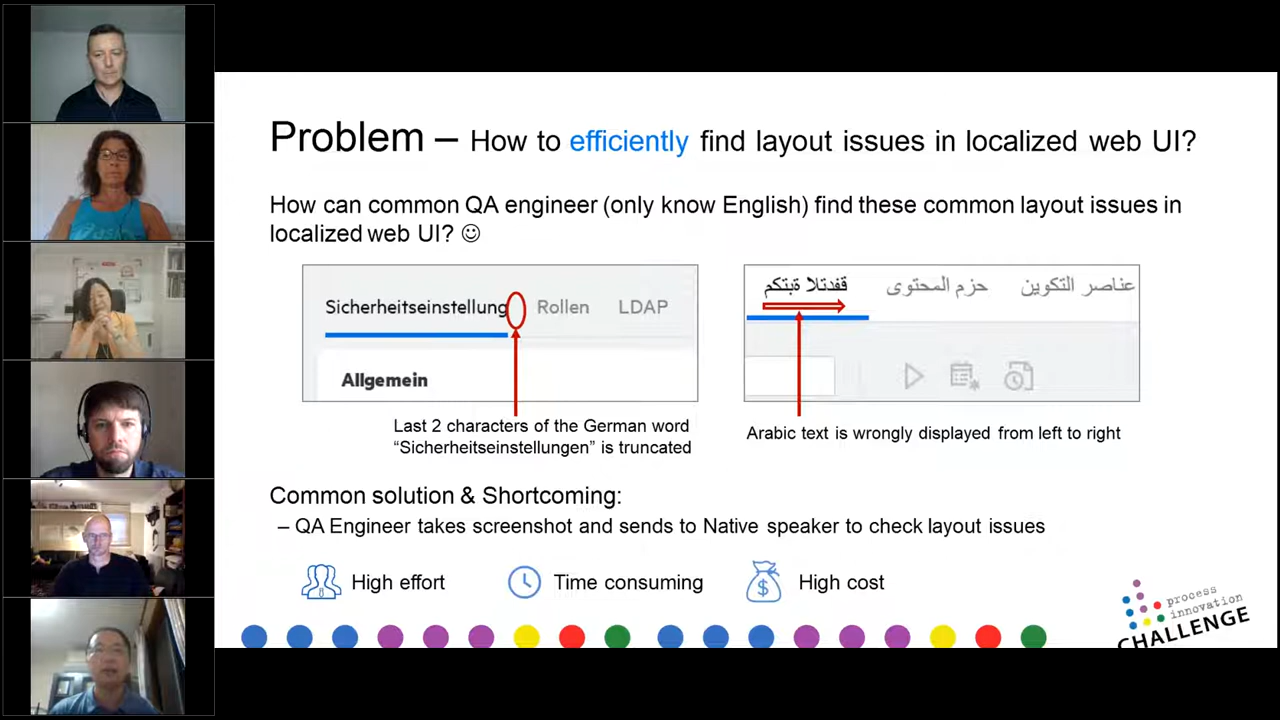 Problem – How to efficiently find layout issues in localized web UI?
How can common QA engineer (only know English) find these common layout issues in
localized web UI? ☺
Sicherheitseinstellung Rollen LDAP
Allgemein
Last 2 characters of the German word
“Sicherheitseinstellungen” is truncated
ﻢﻜﺘﺒﺓ ﻼﺘﺪﻔﻗ حزم المحتوى عناصر التكوين
Arabic text is wrongly displayed from left to right
Common solution & Shortcoming:
– QA Engineer takes screenshot and sends to Native speaker to check layout issues
High effort Time consuming High cost
process
innovation
CHALLENGE